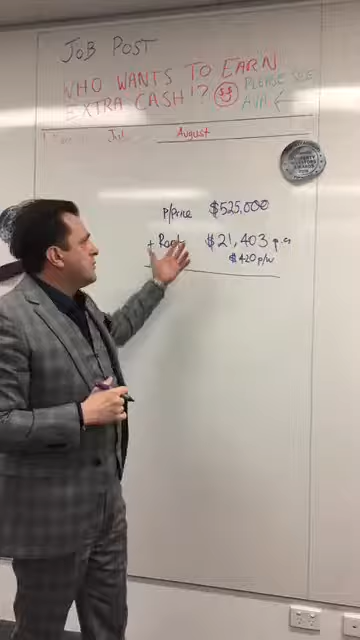 JOB POST
WHO WANTS TO EARN
EXTRA CASH!?
PLEASE SEE
AVA
July August
P/Price $525,000
+ Rent $21,403 p.a
$420 p/w